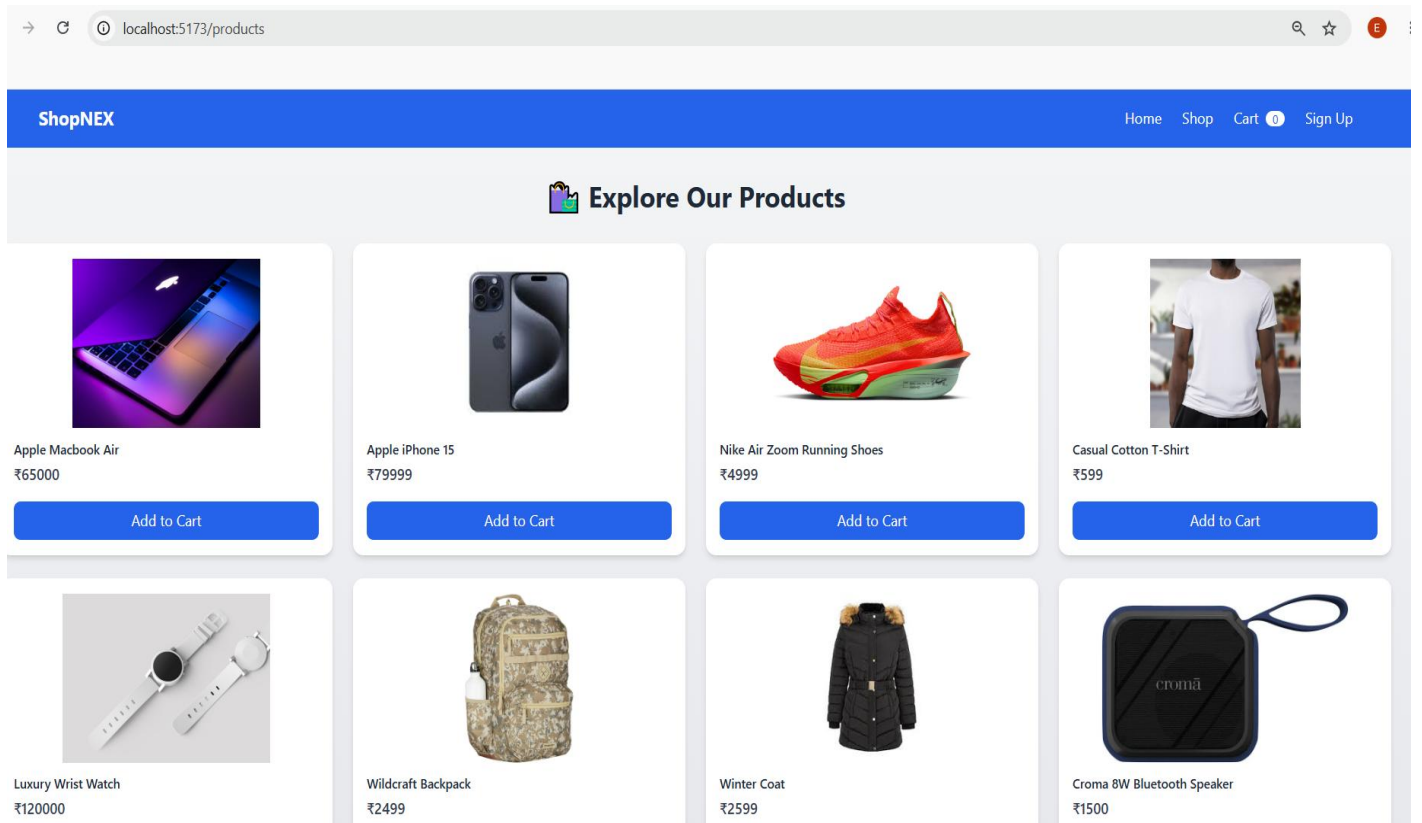 localhost:5173/products
E
ShopNEX
Home Shop Cart 0 Sign Up
Explore Our Products
Apple Macbook Air
₹65000
Add to Cart
Apple iPhone 15
₹79999
Add to Cart
Nike Air Zoom Running Shoes
₹4999
Add to Cart
Casual Cotton T-Shirt
₹599
Add to Cart
Luxury Wrist Watch
₹120000
Wildcraft Backpack
₹2499
Winter Coat
₹2599
cromā
Croma 8W Bluetooth Speaker
₹1500